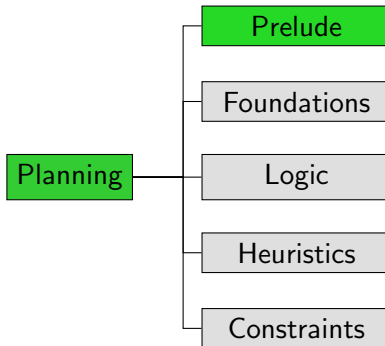 Prelude
Foundations
Planning
Logic
Heuristics
Constraints